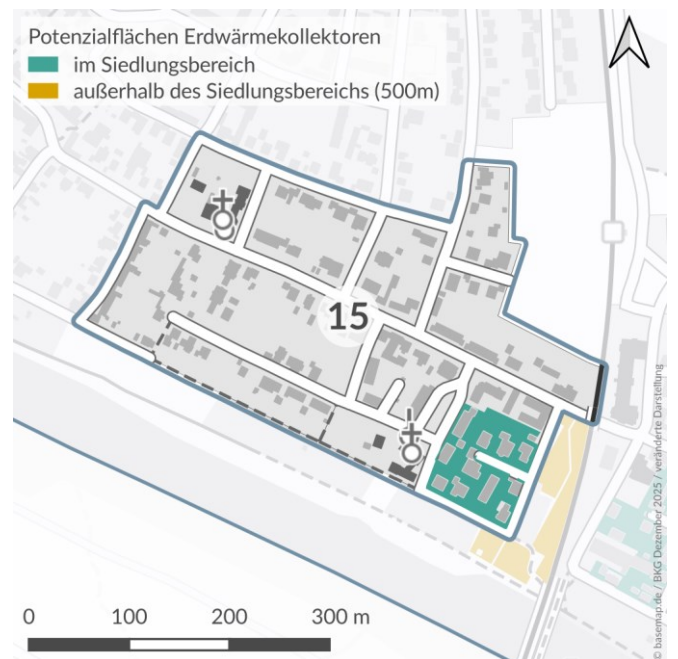 Potenzialflächen Erdwärmekollektoren
im Siedlungsbereich
außerhalb des Siedlungsbereichs (500m)
15
0 100 200 300 m
© basemap.de / BKG Dezember 2025 / veränderte Darstellung